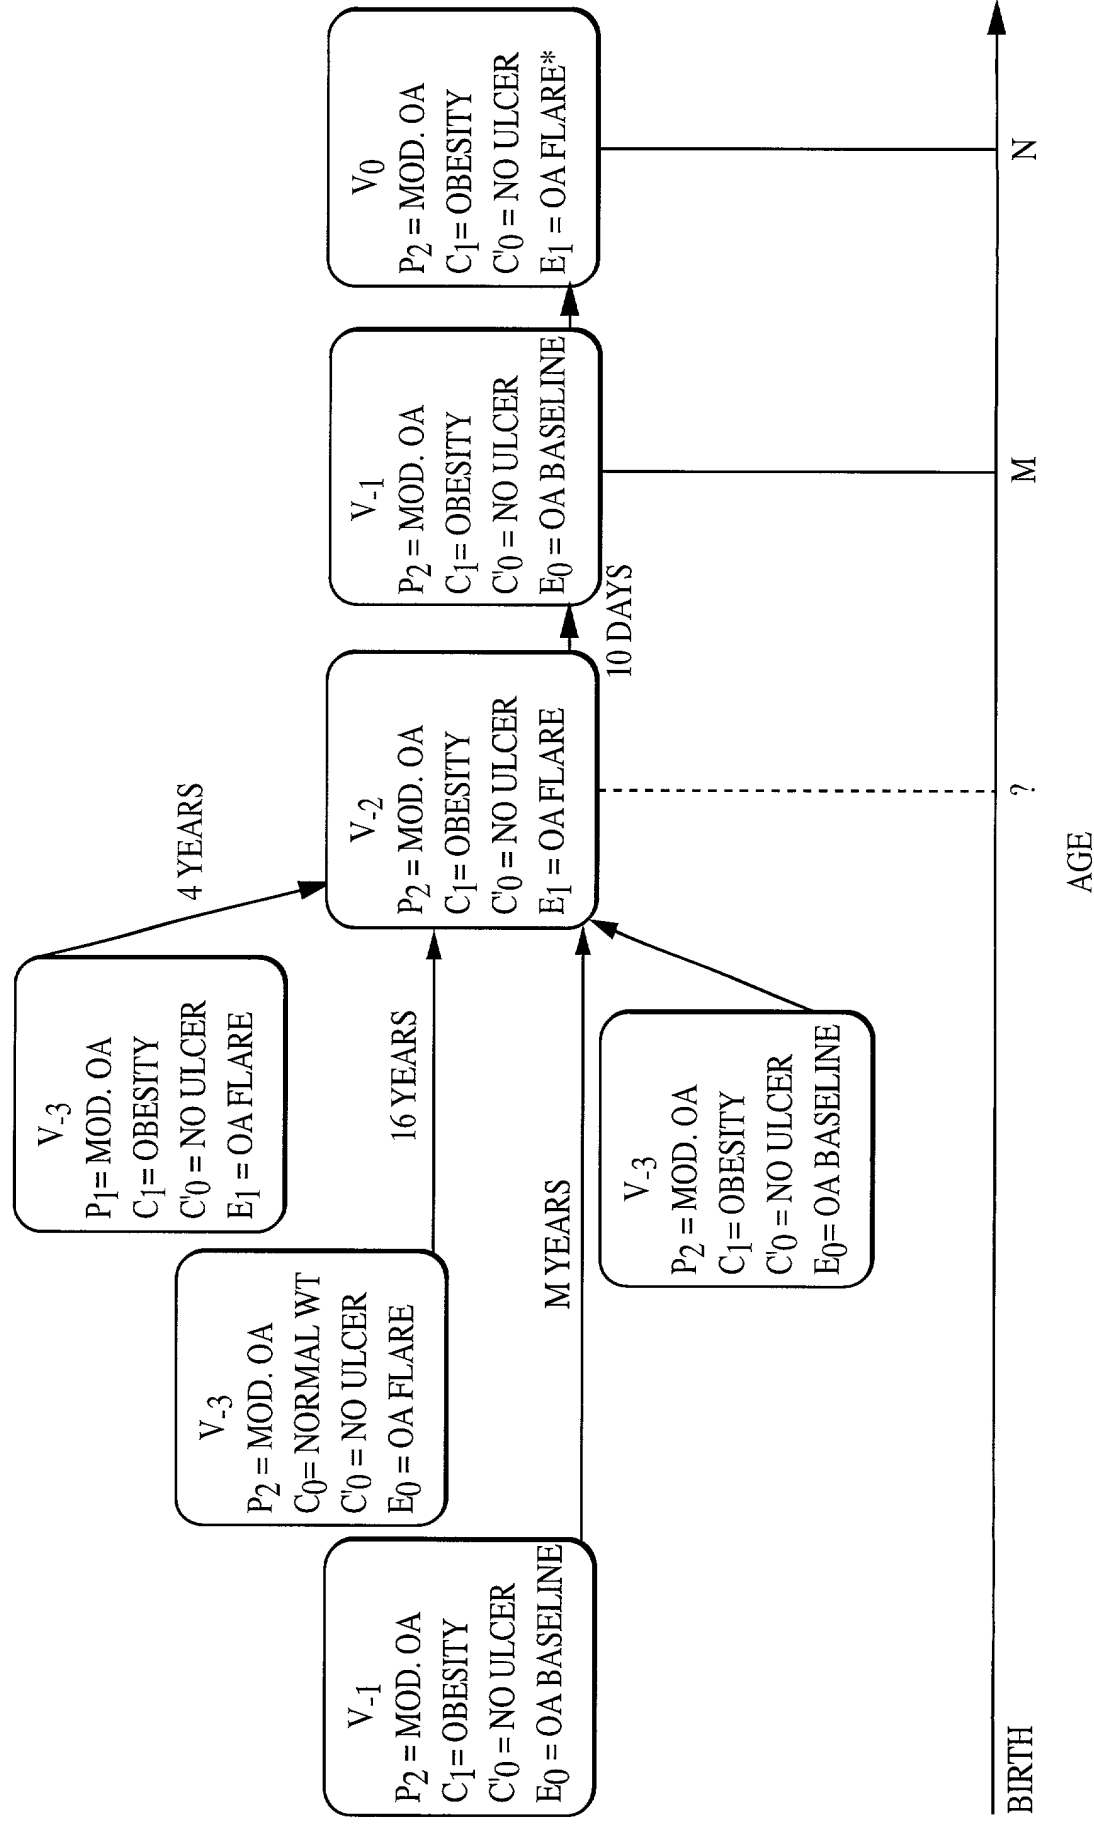 V-3
P1= MOD. OA
C1= OBESITY
C'0 = NO ULCER
E1 = OA FLARE
4 YEARS
V-3
P2 = MOD. OA
C0= NORMAL WT
C'0 = NO ULCER
E0 = OA FLARE
16 YEARS
V-1
P2 = MOD. OA
C1= OBESITY
C'0 = NO ULCER
E0 = OA BASELINE
M YEARS
V-2
P2 = MOD. OA
C1= OBESITY
C'0 = NO ULCER
E1 = OA FLARE
10 DAYS
V-1
P2 = MOD. OA
C1= OBESITY
C'0 = NO ULCER
E0 = OA BASELINE
V0
P2 = MOD. OA
C1= OBESITY
C'0 = NO ULCER
E1 = OA FLARE*
V-3
P2 = MOD. OA
C1= OBESITY
C'0 = NO ULCER
E0= OA BASELINE
BIRTH
?
M
N
AGE